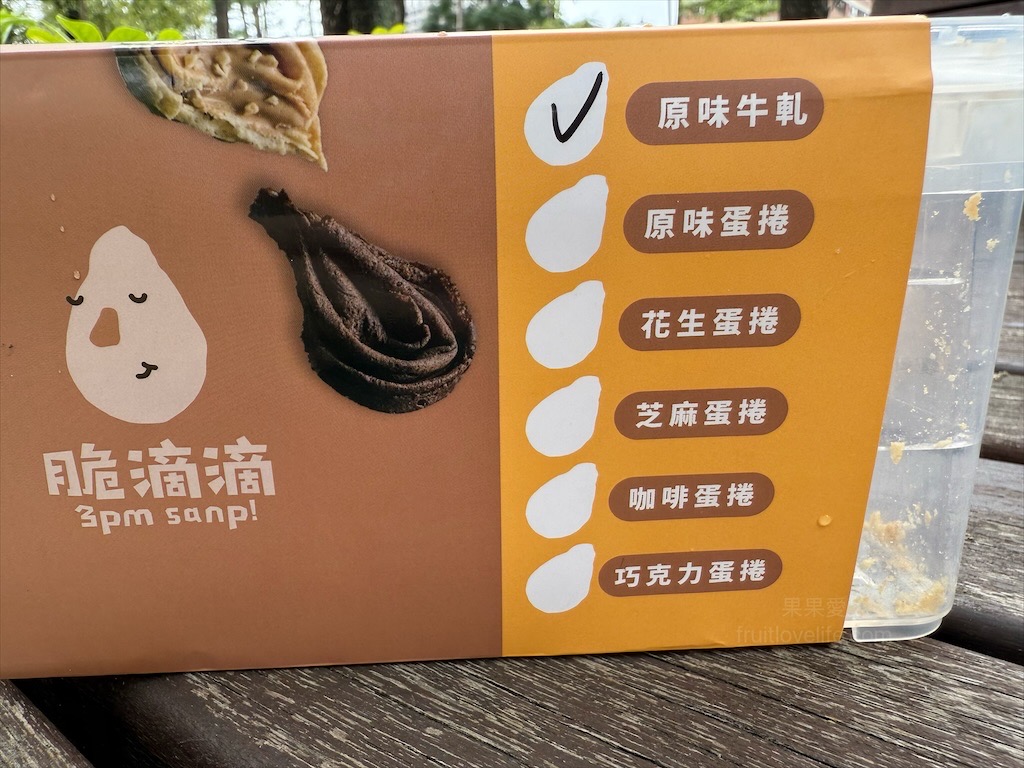 脆滴滴
3pm sanp!
原味牛軋
原味蛋捲
花生蛋捲
芝麻蛋捲
咖啡蛋捲
巧克力蛋捲
果果愛
fruitlovelife.com